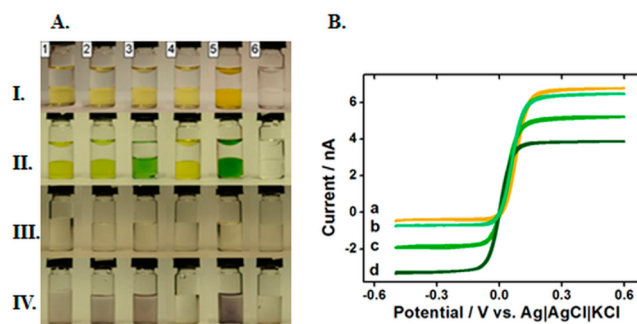 A.
B.
1 2 3 4 5 6
I.
II.
III.
IV.
Current / nA
6
4
2
0
-2
a
b
c
d
-0.6 -0.3 0.0 0.3 0.6
Potential / V vs. Ag|AgCl|KCl